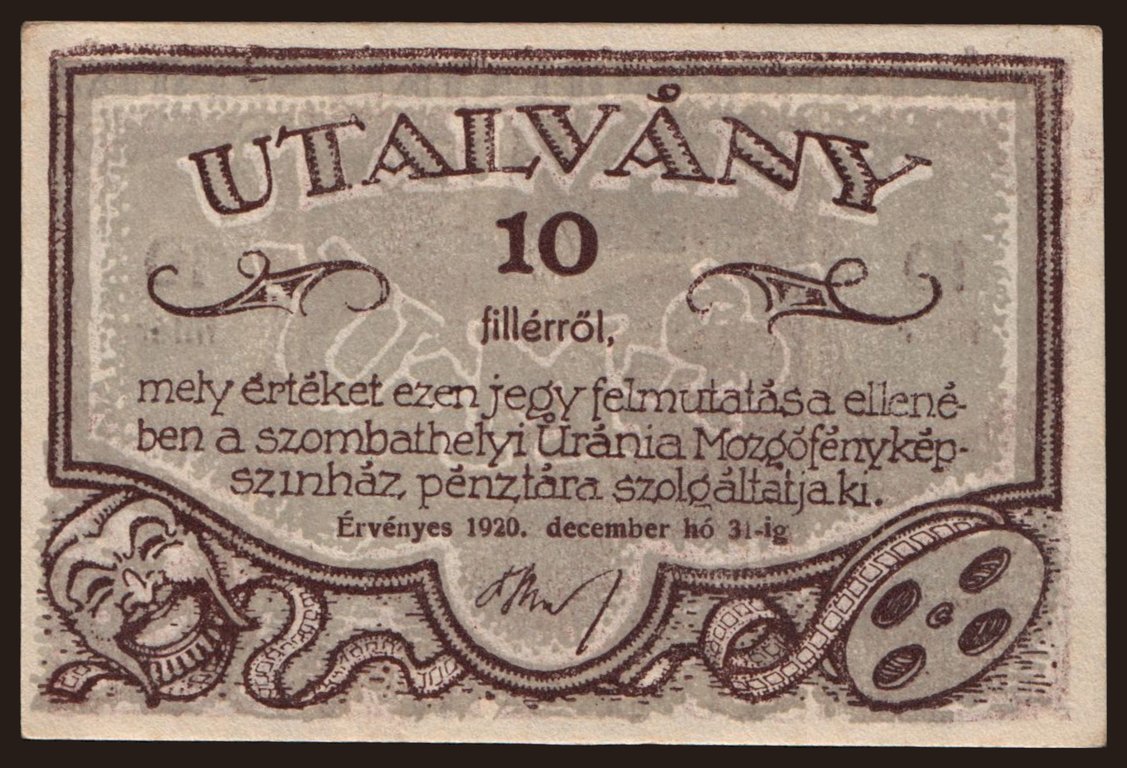 UTALVÁNY
10
fillérről,
mely értéket ezen jegy felmutatása ellené-
ben a szombathelyi Uránia Mozgófénykép-
szinház pénztára szolgáltatja ki.
Érvényes 1920. december hó 31-ig